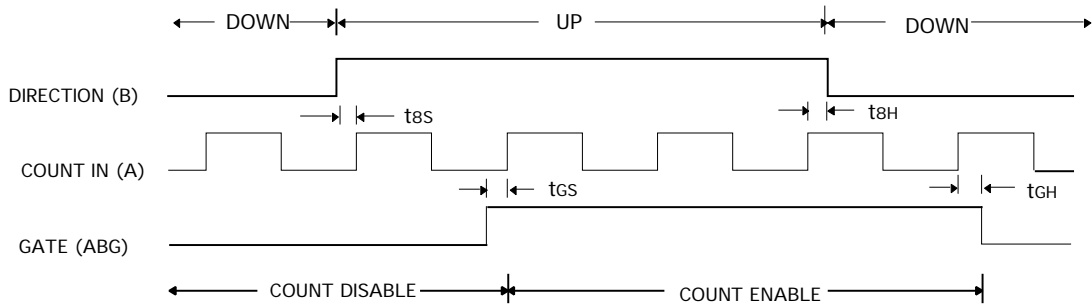 DOWN UP DOWN
DIRECTION (B)
t8S t8H
COUNT IN (A)
tGS tGH
GATE (ABG)
COUNT DISABLE COUNT ENABLE